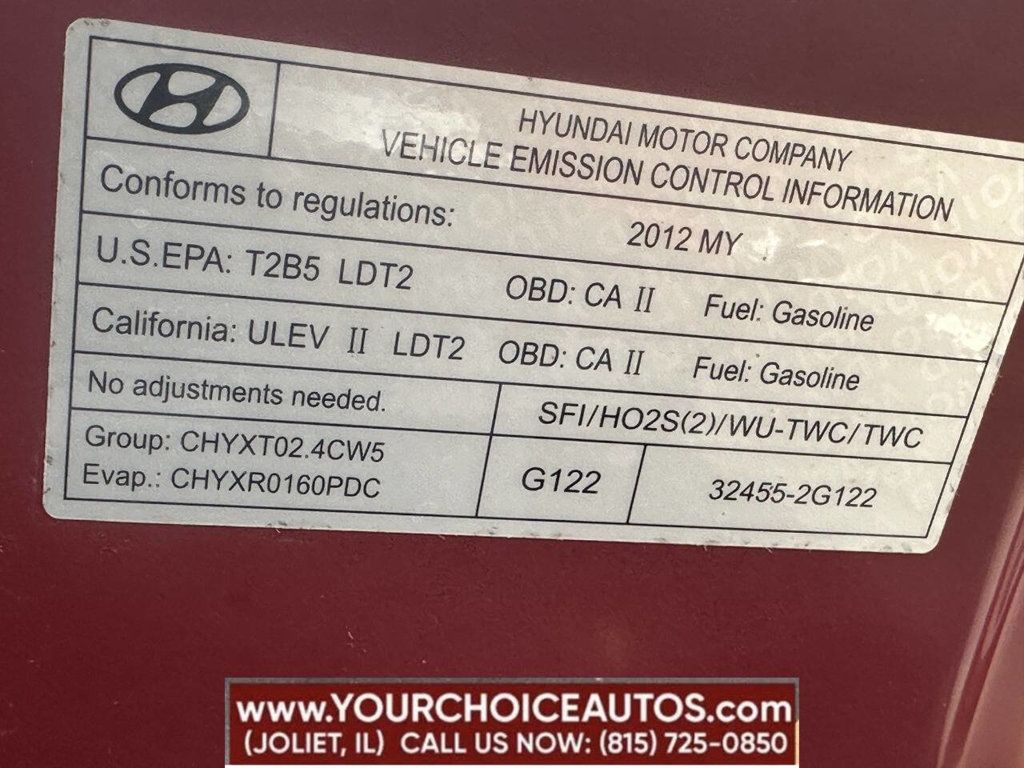 HYUNDAI MOTOR COMPANY
VEHICLE EMISSION CONTROL INFORMATION
Conforms to regulations: 2012 MY
U.S.EPA: T2B5 LDT2 OBD: CA II Fuel: Gasoline
California: ULEV II LDT2 OBD: CA II Fuel: Gasoline
No adjustments needed. SFI/HO2S(2)/WU-TWC/TWC
Group: CHYXT02.4CW5
Evap.: CHYXR0160PDC
G122
32455-2G122
www.YOURCHOICEAUTOS.com
(JOLIET, IL) CALL US NOW: (815) 725-0850